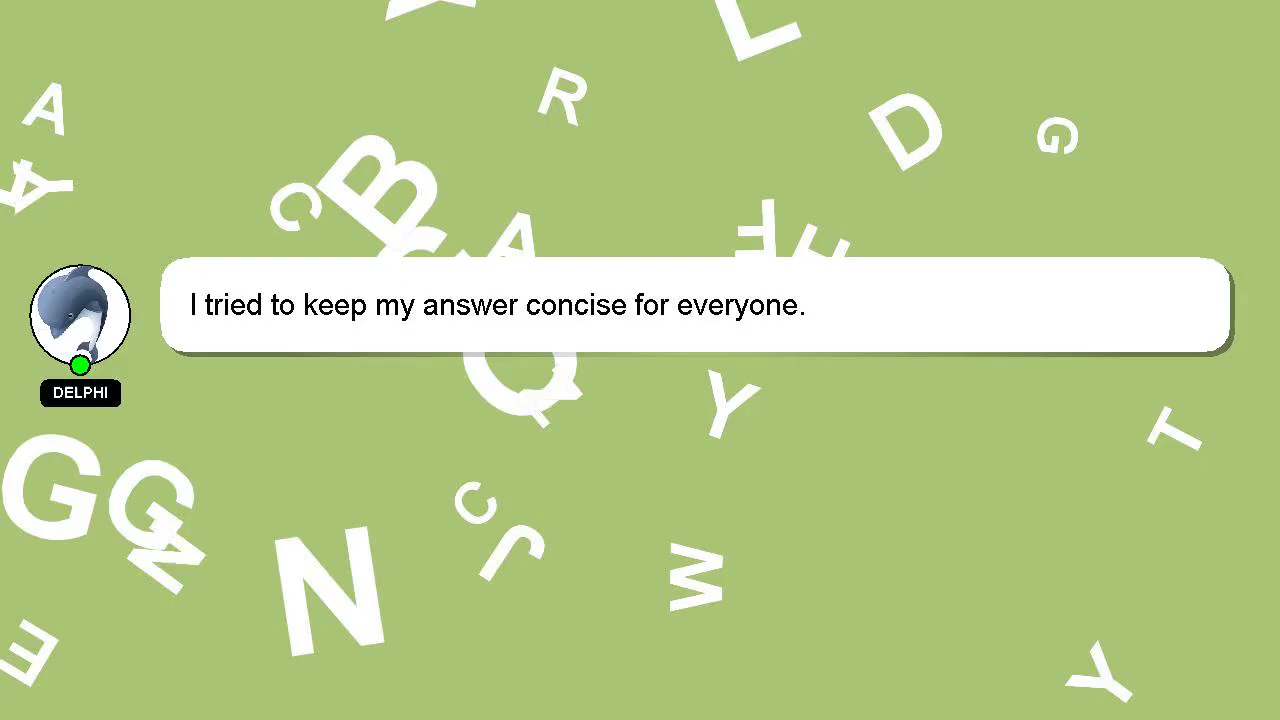 I tried to keep my answer concise for everyone.
DELPHI
L
R
A
D
G
B
C
A
Y
T
G
G
N
N
C
J
W
E
Y
Q